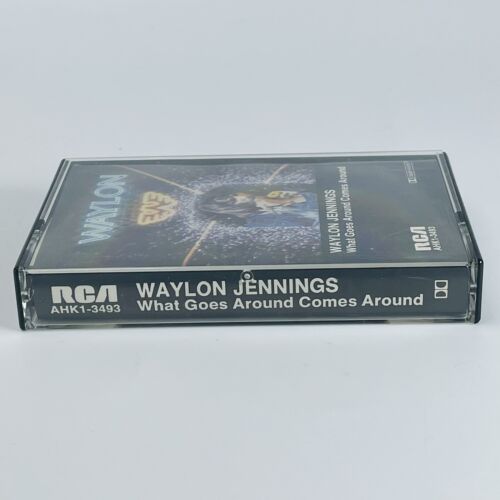 WAYLON
WAYLON JENNINGS
What Goes Around Comes Around
RCA
AHK1-3493
RCA
AHK1-3493
WAYLON JENNINGS
What Goes Around Comes Around